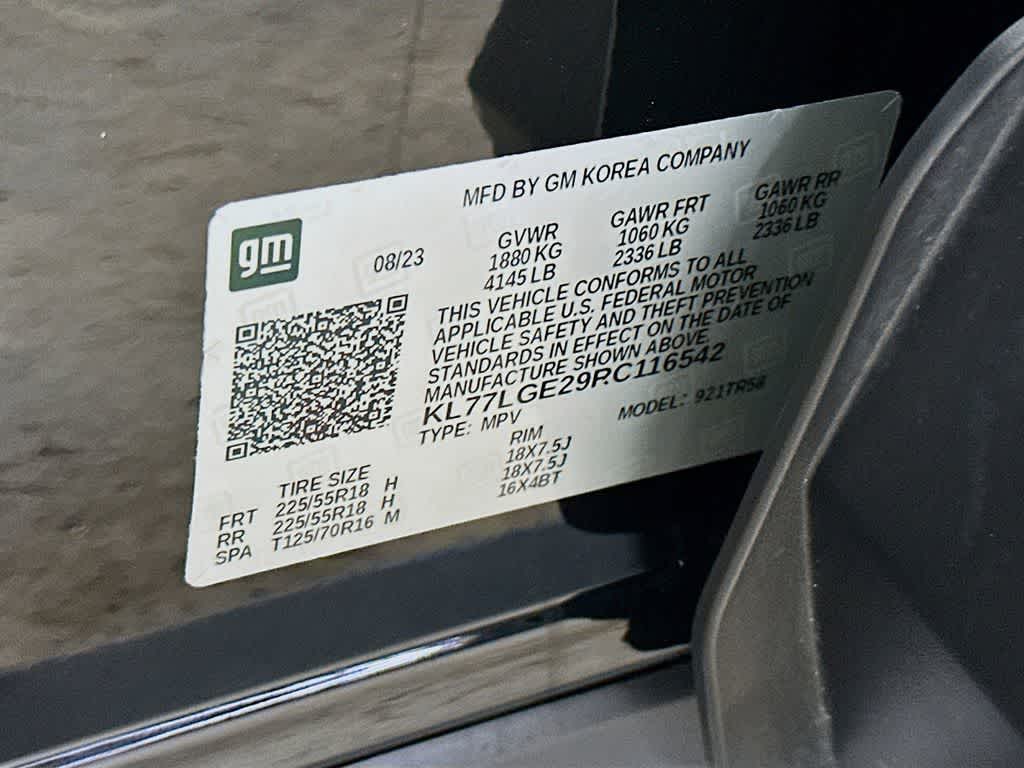 MFD BY GM KOREA COMPANY
gm
08/23
GVWR
1880 KG
4145 LB
GAWR FRT
1060 KG
2336 LB
GAWR RR
1060 KG
2336 LB
THIS VEHICLE CONFORMS TO ALL
APPLICABLE U.S. FEDERAL MOTOR
VEHICLE SAFETY AND THEFT PREVENTION
STANDARDS IN EFFECT ON THE DATE OF
MANUFACTURE SHOWN ABOVE.
KL77LGE29RC116542
TYPE: MPV MODEL: 921TR58
TIRE SIZE RIM
FRT 225/55R18 H 18X7.5J
RR 225/55R18 H 18X7.5J
SPA T125/70R16 M 16X4BT